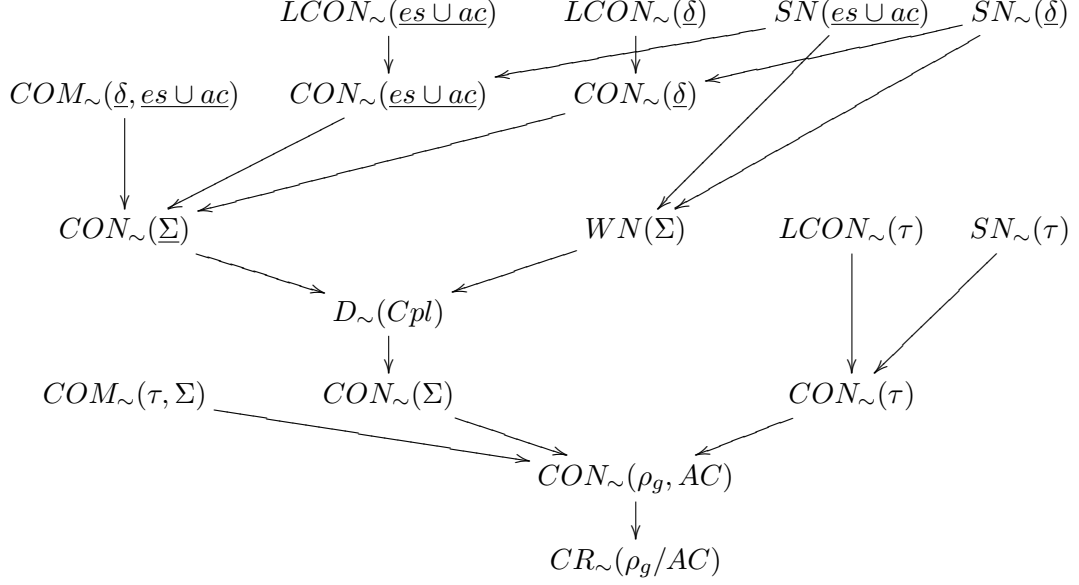 LCON∼(es ∪ ac) LCON∼(δ) SN(es ∪ ac) SN∼(δ)
COM∼(δ, es ∪ ac) CON∼(es ∪ ac) CON∼(δ)
CON∼(Σ) WN(Σ) LCON∼(τ) SN∼(τ)
D∼(Cpl)
COM∼(τ, Σ) CON∼(Σ) CON∼(τ)
CON∼(ρg, AC)
CR∼(ρg/AC)